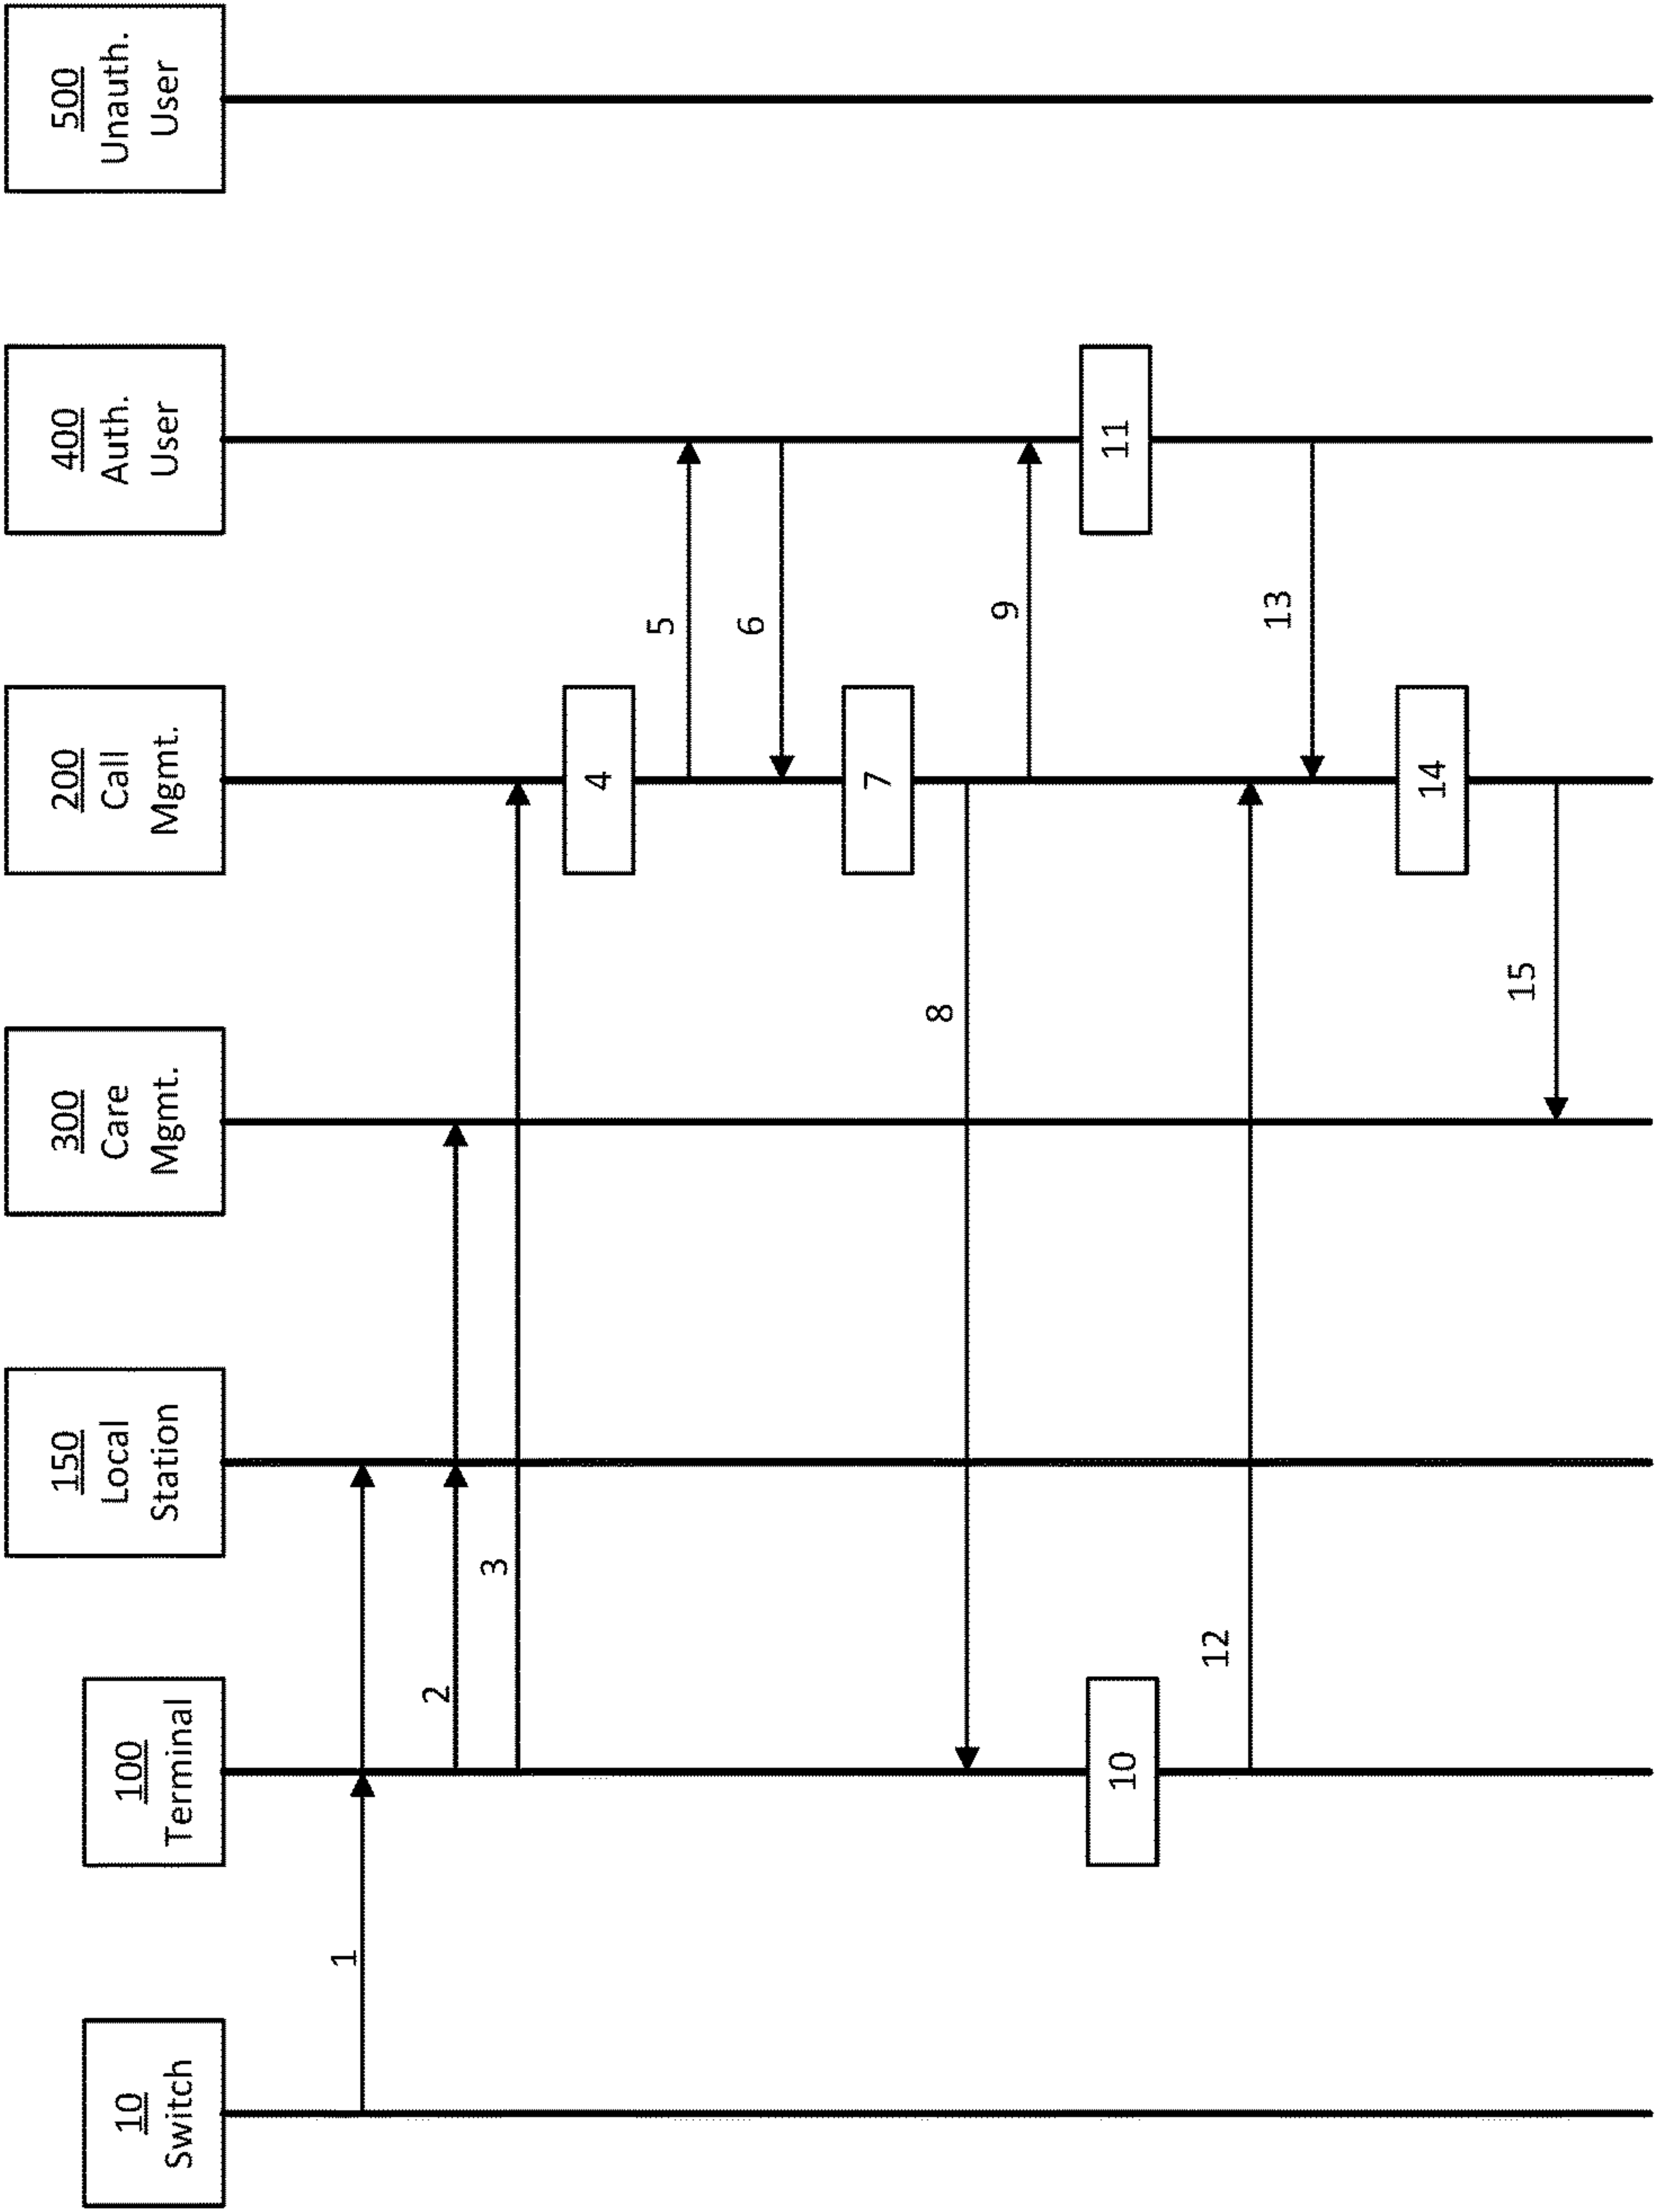 10
Switch
100
Terminal
150
Local
Station
300
Care
Mgmt.
200
Call
Mgmt.
400
Auth.
User
500
Unauth.
User
1
2
3
4
5
6
7
8
9
10
11
12
13
14
15